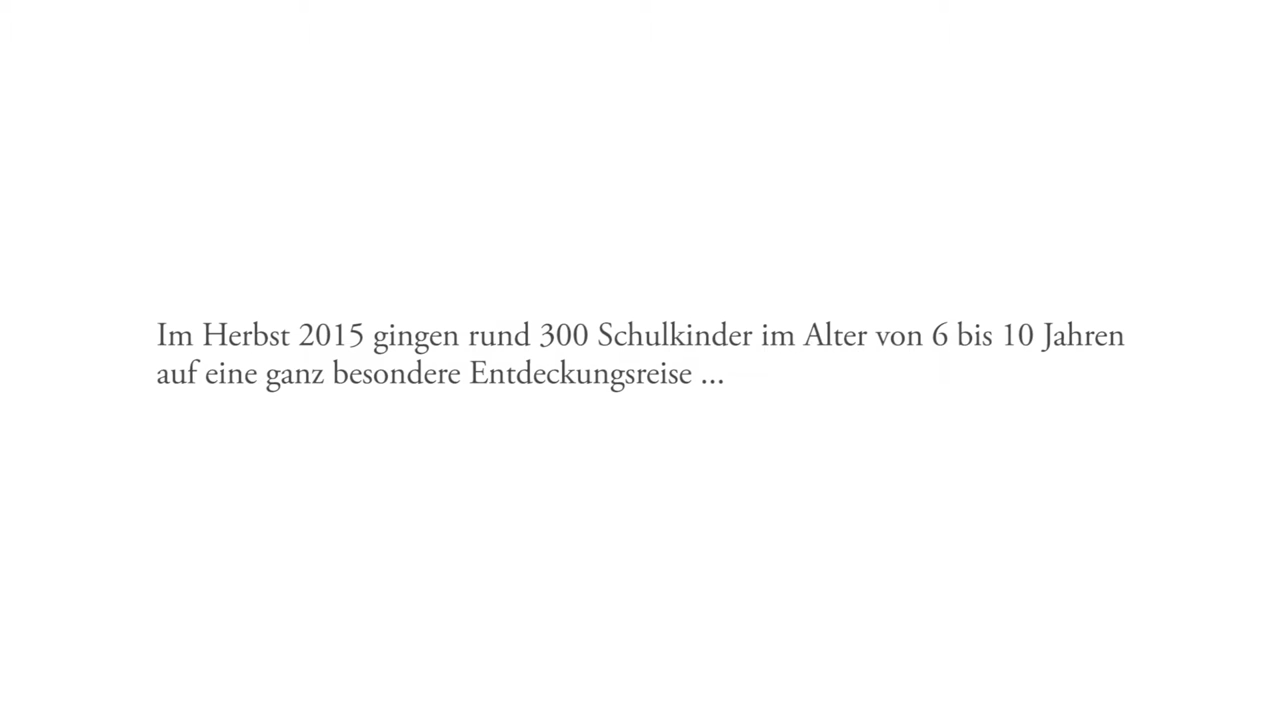 Im Herbst 2015 gingen rund 300 Schulkinder im Alter von 6 bis 10 Jahren
auf eine ganz besondere Entdeckungsreise ...